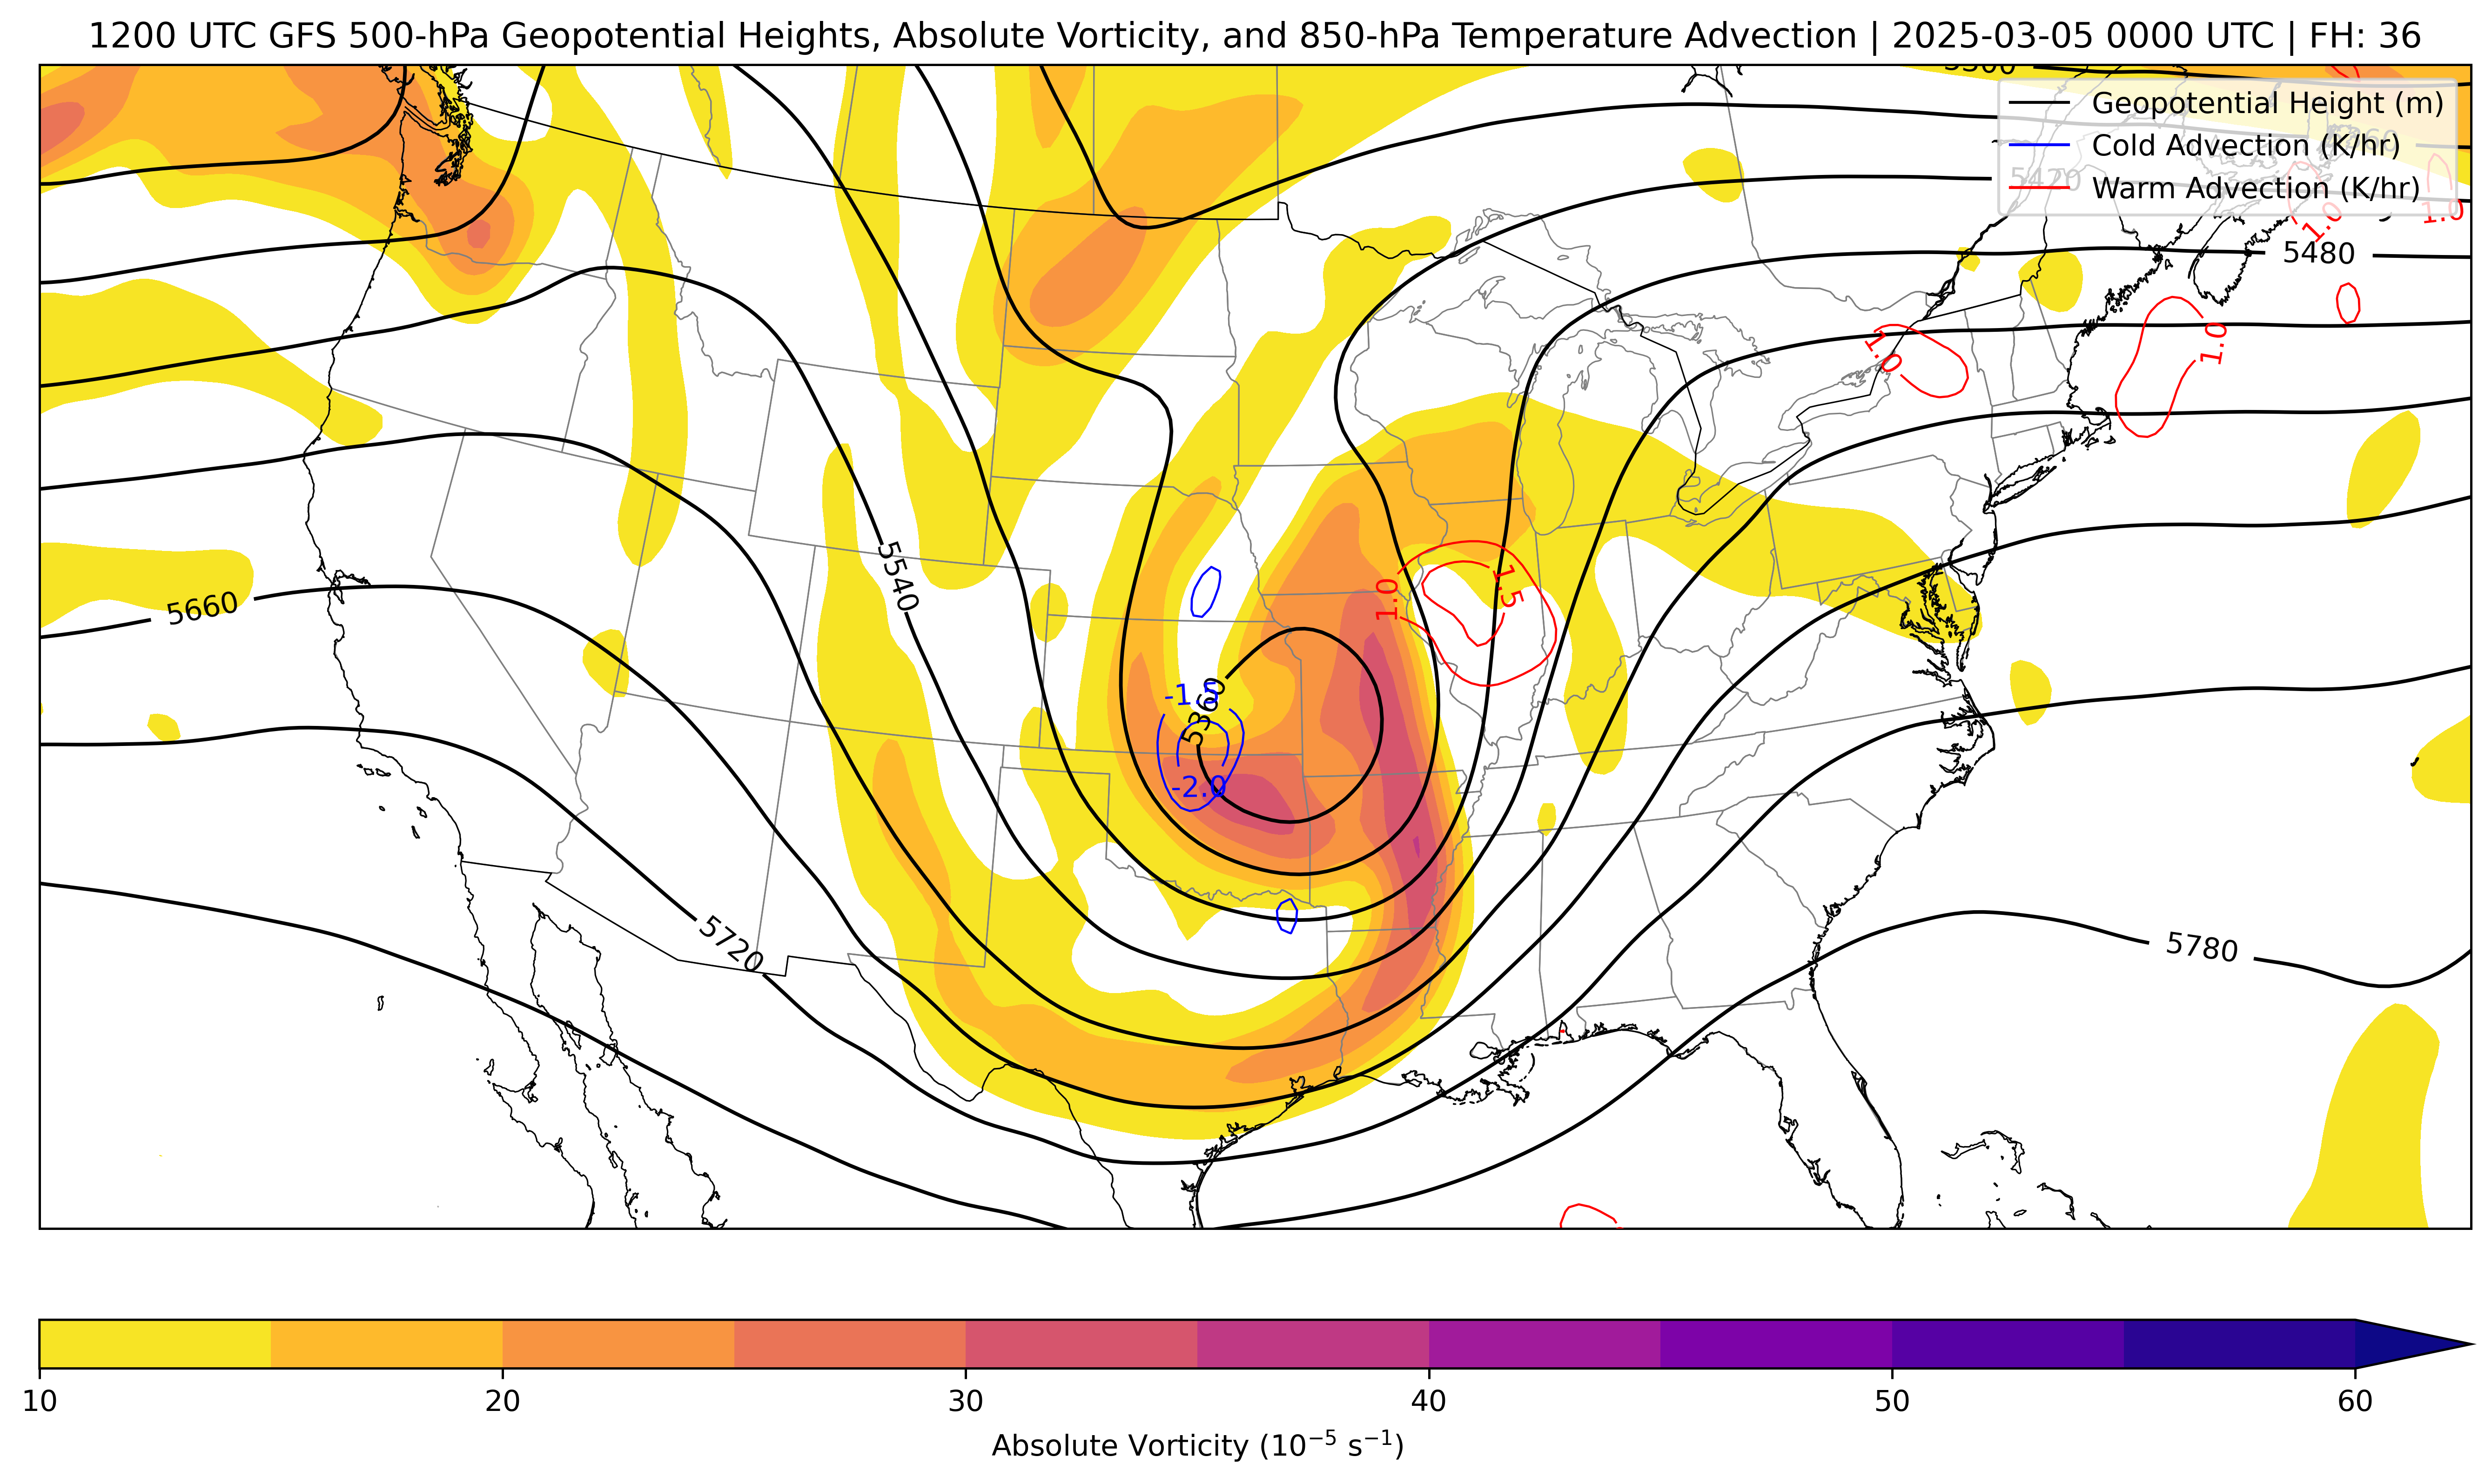 1200 UTC GFS 500-hPa Geopotential Heights, Absolute Vorticity, and 850-hPa Temperature Advection | 2025-03-05 0000 UTC | FH: 36
Geopotential Height (m)
Cold Advection (K/hr)
Warm Advection (K/hr)
5360
5420
1.0
1.0
5480
1.0
1.0
5540
1.5
1.0
5660
-1.5
5360
-2.0
5720
5780
10 20 30 40 50 60
Absolute Vorticity (10⁻⁵ s⁻¹)